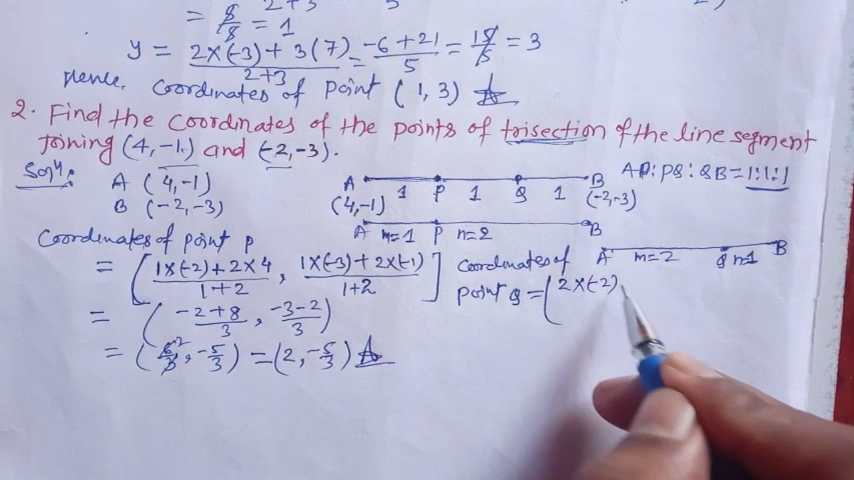 = 8/8 = 1
y = 2×(-3)+3(7)/2+3 = -6+21/5 = 15/5 = 3
Hence, coordinates of point (1, 3)
2. Find the coordinates of the points of trisection of the line segment
joining (4,-1) and (-2,-3).
Solⁿ:
A (4,-1)
B (-2,-3)
A 1 P 1 Q 1 B
(4,-1) (-2,-3)
AP:PQ:QB = 1:1:1
A m=1 P n=2 B
Coordinates of point P
= [1×(-2)+2×4/1+2, 1×(-3)+2×(-1)/1+2]
= (-2+8/3, -3-2/3)
= (6/3 2, -5/3) = (2, -5/3)
A m=2 Q n=1 B
Coordinates of
point Q = (2×(-2)